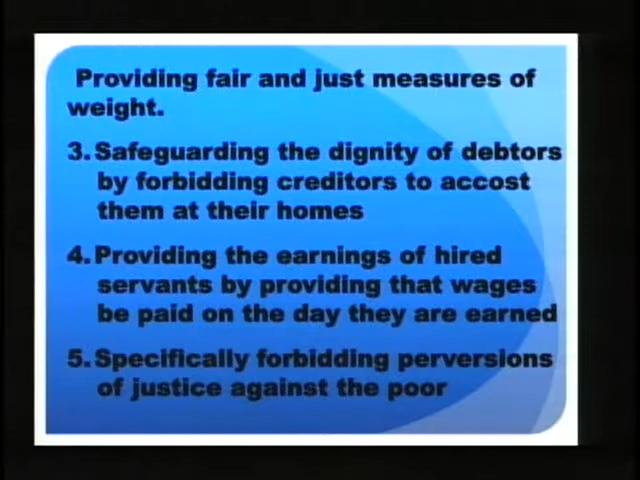 Providing fair and just measures of
weight.
3. Safeguarding the dignity of debtors
by forbidding creditors to accost
them at their homes
4. Providing the earnings of hired
servants by providing that wages
be paid on the day they are earned
5. Specifically forbidding perversions
of justice against the poor